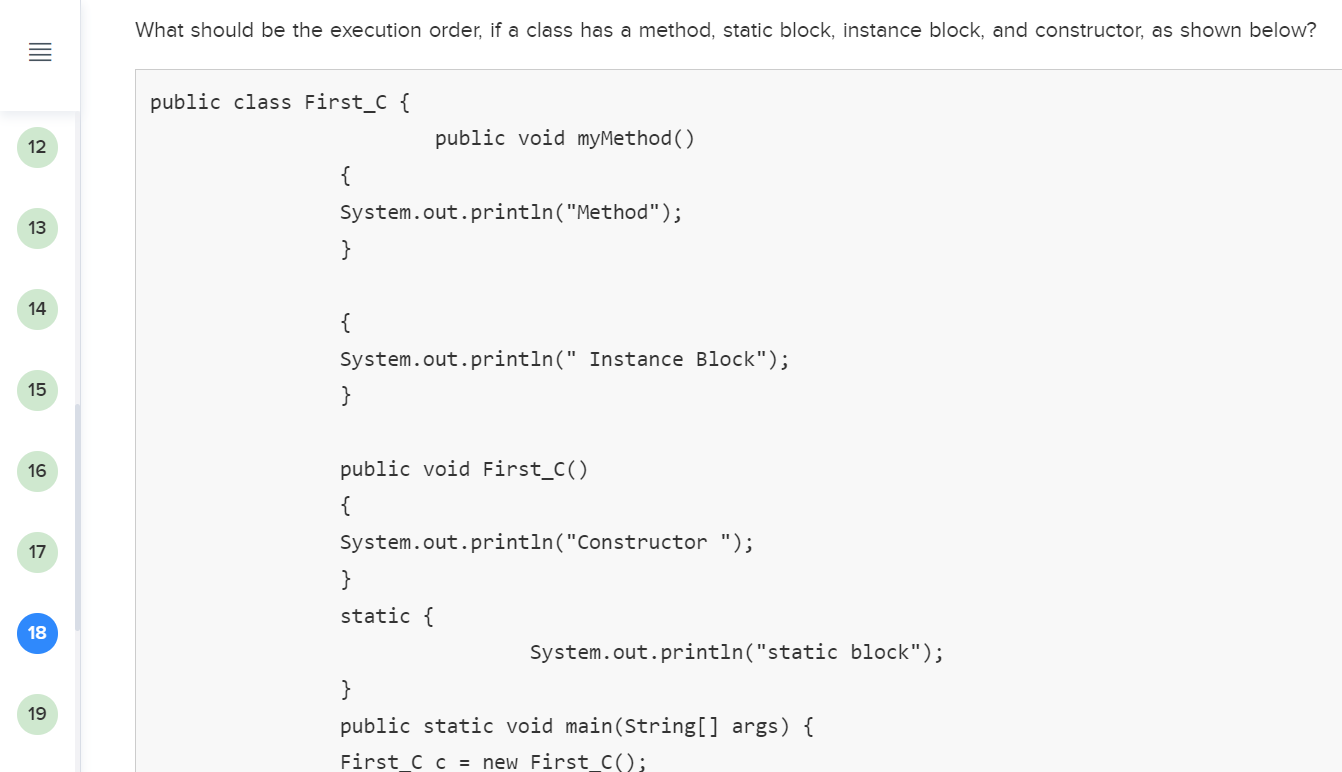 What should be the execution order, if a class has a method, static block, instance block, and constructor, as shown below?
public class First_C {
public void myMethod()
{
System.out.println("Method");
}
{
System.out.println(" Instance Block");
}
public void First_C()
{
System.out.println("Constructor ");
}
static {
System.out.println("static block");
}
public static void main(String[] args) {
First_C c = new First_C();
12
13
14
15
16
17
18
19